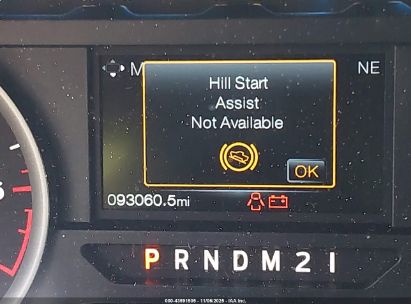 M
NE
Hill Start
Assist
Not Available
OK
093060.5mi
P R N D M 2 1